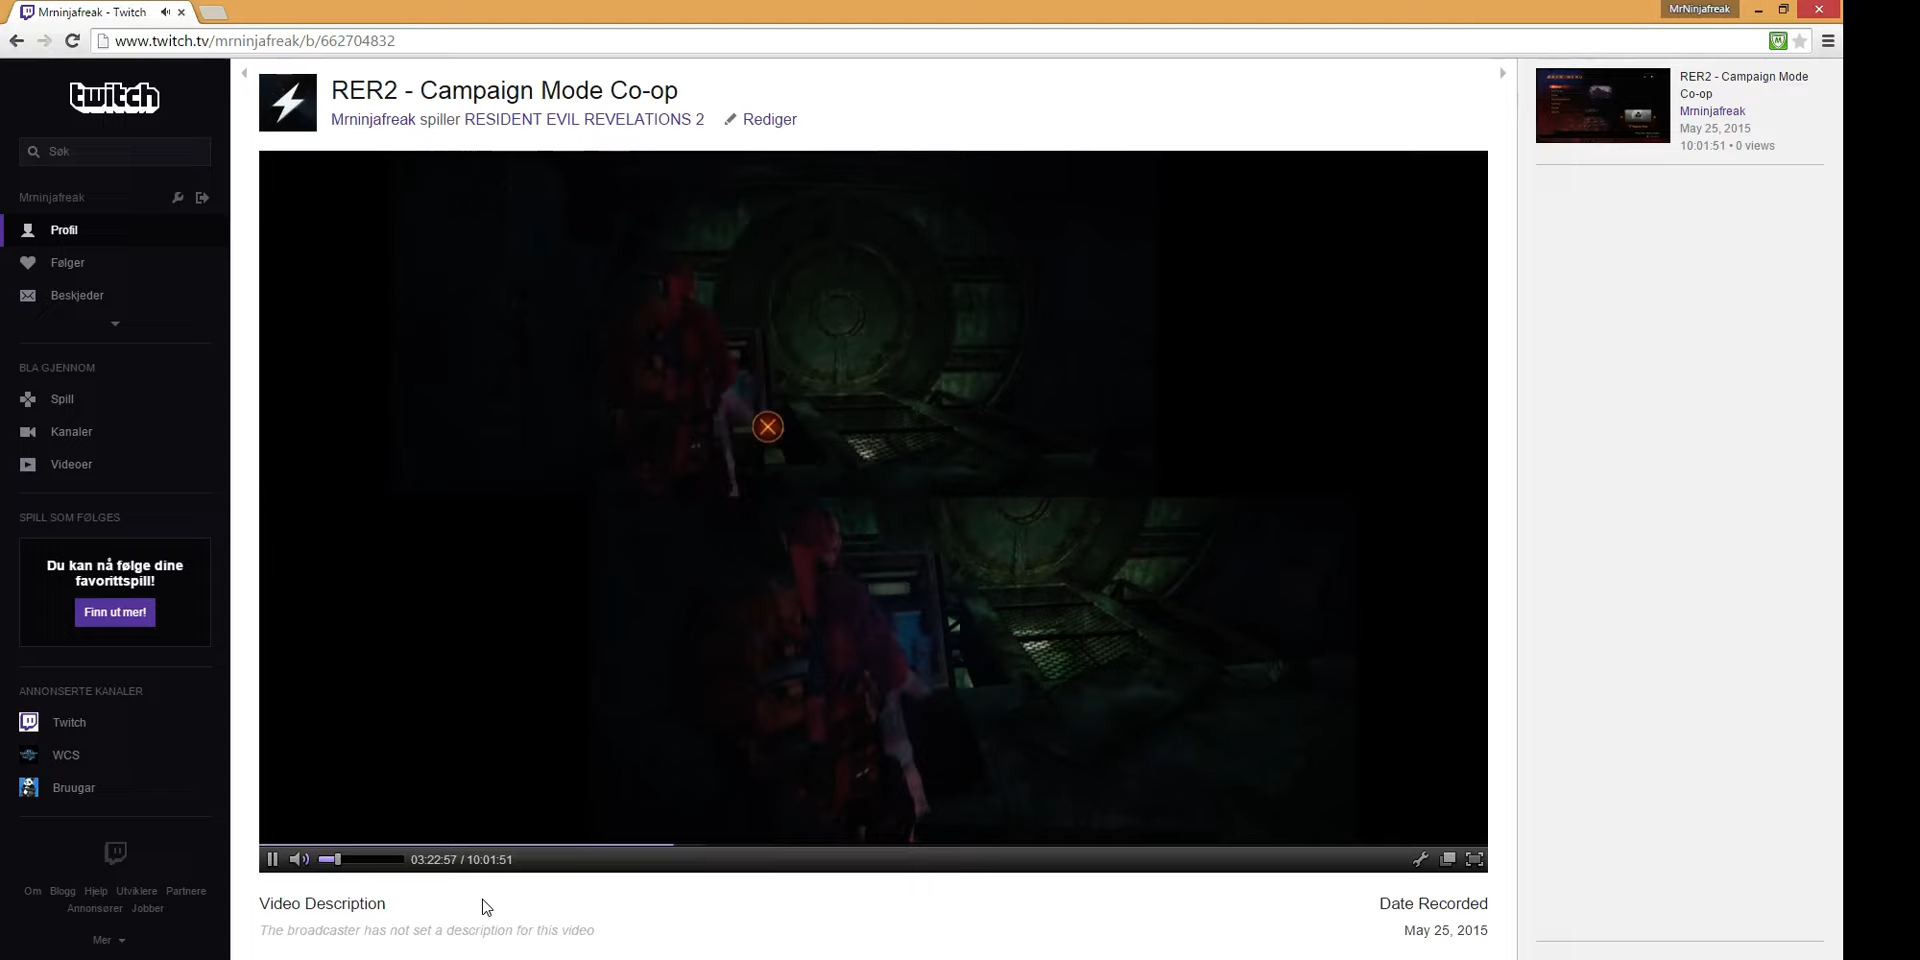 Mrninjafreak - Twitch
MrNinjafreak
www.twitch.tv/mrninjafreak/b/662704832
twitch
Søk
Mrninjafreak
Profil
Følger
Beskjeder
BLA GJENNOM
Spill
Kanaler
Videoer
SPILL SOM FØLGES
Du kan nå følge dine
favorittspill!
Finn ut mer!
ANNONSERTE KANALER
Twitch
WCS
Bruugar
Om Blogg Hjelp Utviklere Partnere
Annonsører Jobber
Mer
RER2 - Campaign Mode Co-op
Mrninjafreak spiller RESIDENT EVIL REVELATIONS 2 Rediger
03:22:57 / 10:01:51
Video Description
The broadcaster has not set a description for this video
Date Recorded
May 25, 2015
RER2 - Campaign Mode
Co-op
Mrninjafreak
May 25, 2015
10:01:51 • 0 views